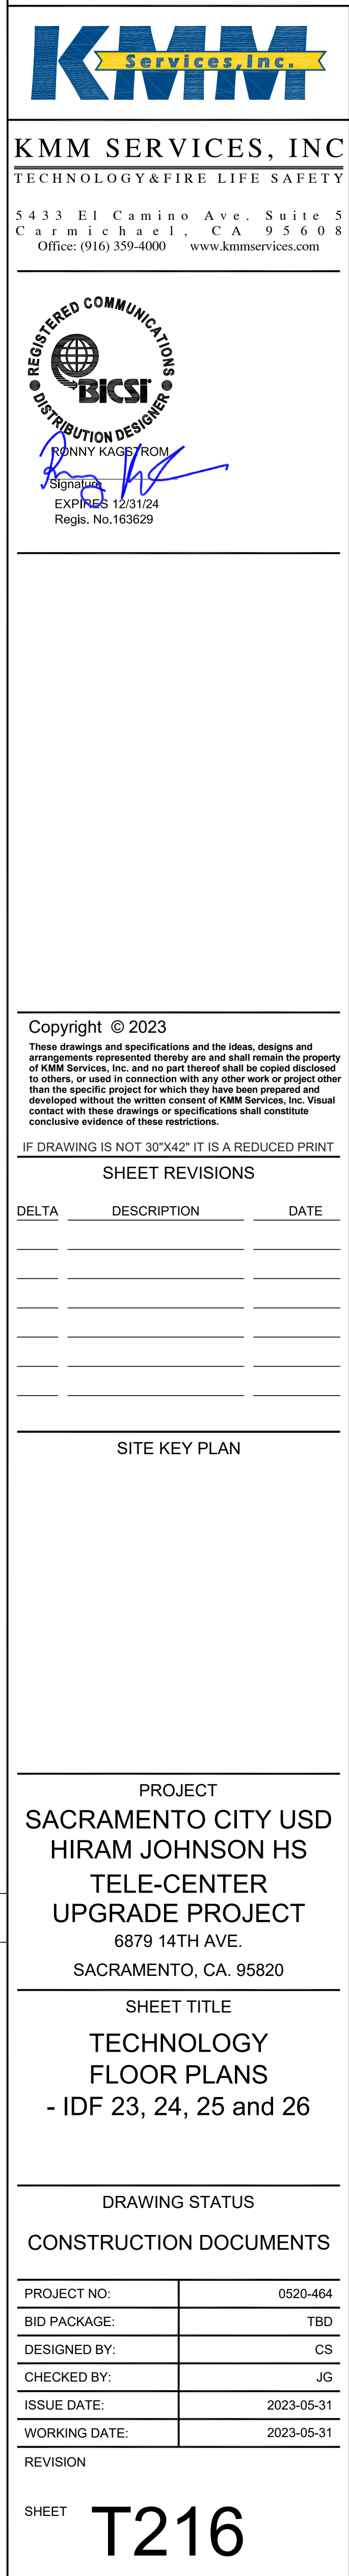 KMM
Services,Inc.
KMM SERVICES, INC
TECHNOLOGY&FIRE LIFE SAFETY
5433 El Camino Ave. Suite 5
Carmichael, CA 95608
Office: (916) 359-4000 www.kmmservices.com
REGISTERED COMMUNICATIONS
BICSI
DISTRIBUTION DESIGNER
RONNY KAGSTROM
Signature
EXPIRES 12/31/24
Regis. No.163629
Copyright © 2023
These drawings and specifications and the ideas, designs and
arrangements represented thereby are and shall remain the property
of KMM Services, Inc. and no part thereof shall be copied disclosed
to others, or used in connection with any other work or project other
than the specific project for which they have been prepared and
developed without the written consent of KMM Services, Inc. Visual
contact with these drawings or specifications shall constitute
conclusive evidence of these restrictions.
IF DRAWING IS NOT 30"X42" IT IS A REDUCED PRINT
SHEET REVISIONS
DELTA DESCRIPTION DATE
SITE KEY PLAN
PROJECT
SACRAMENTO CITY USD
HIRAM JOHNSON HS
TELE-CENTER
UPGRADE PROJECT
6879 14TH AVE.
SACRAMENTO, CA. 95820
SHEET TITLE
TECHNOLOGY
FLOOR PLANS
- IDF 23, 24, 25 and 26
DRAWING STATUS
CONSTRUCTION DOCUMENTS
PROJECT NO: 0520-464
BID PACKAGE: TBD
DESIGNED BY: CS
CHECKED BY: JG
ISSUE DATE: 2023-05-31
WORKING DATE: 2023-05-31
REVISION
SHEET T216